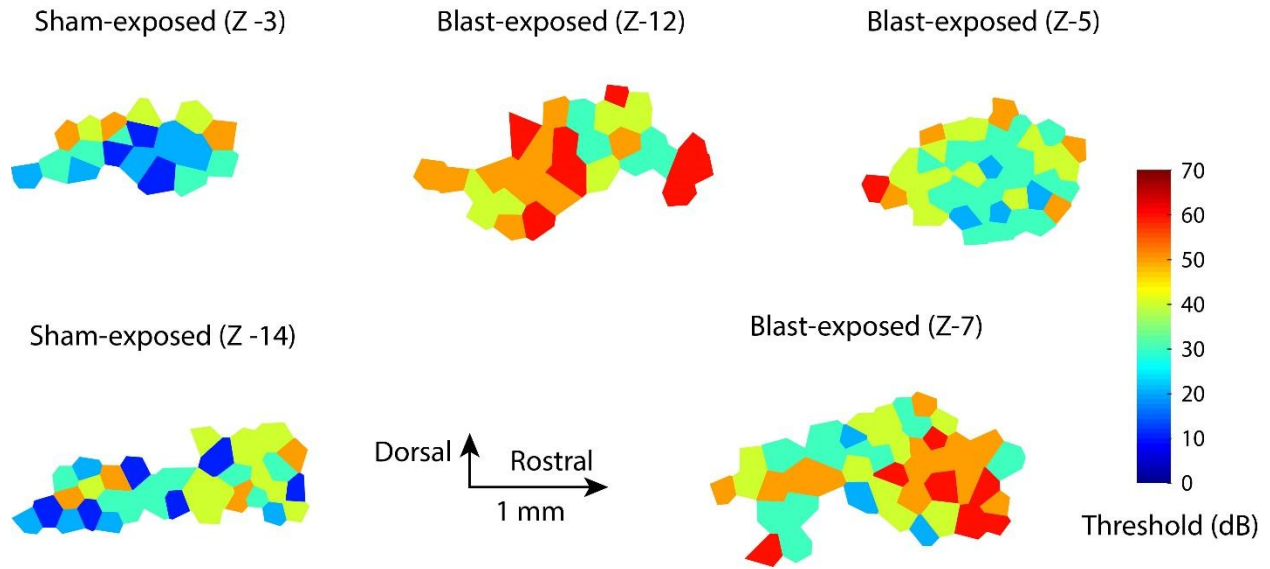 Sham-exposed (Z -3)
Blast-exposed (Z-12)
Blast-exposed (Z-5)
70
60
50
40
30
20
10
0
Threshold (dB)
Sham-exposed (Z -14)
Dorsal
Rostral
1 mm
Blast-exposed (Z-7)